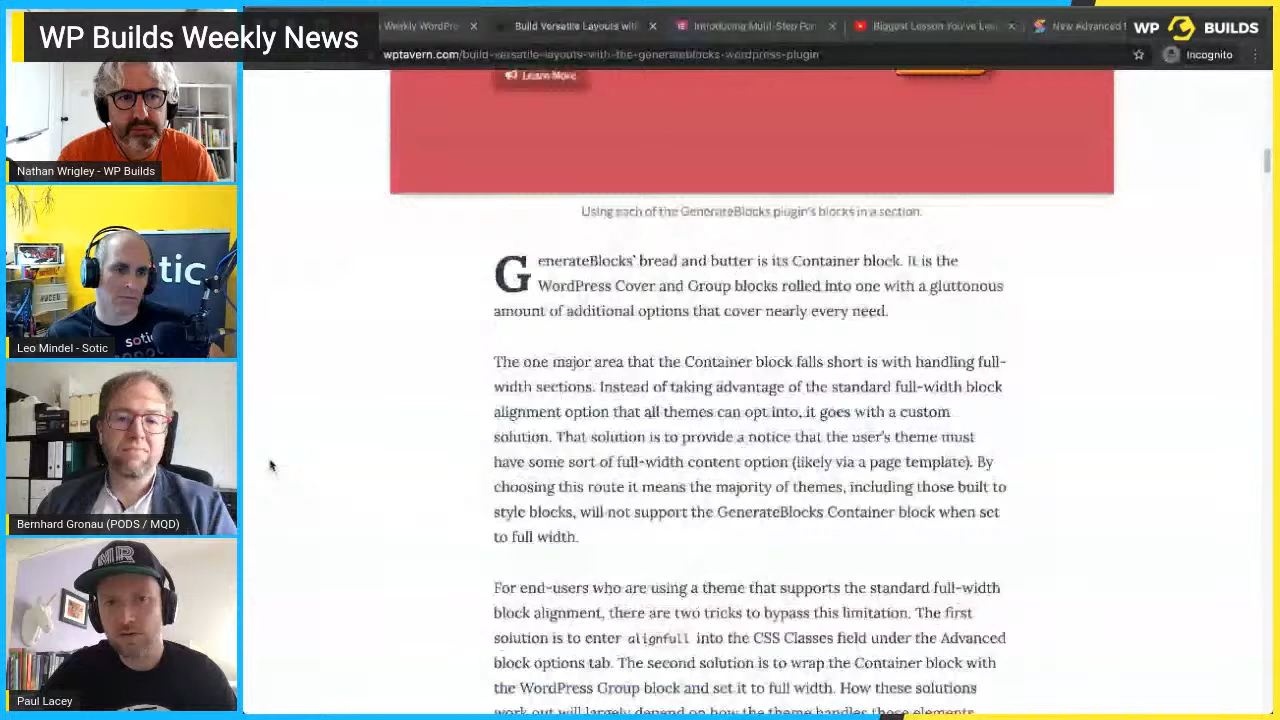 WP Builds Weekly News
Weekly WordPre
Build Versatile Layouts with
Introducing Multi-Step For
Biggest Lesson You've Lea
New Advanced
WP BUILDS
wptavern.com/build-versatile-layouts-with-the-generateblocks-wordpress-plugin
Incognito
Learn More
Using each of the GenerateBlocks plugin's blocks in a section.
GenerateBlocks' bread and butter is its Container block. It is the
WordPress Cover and Group blocks rolled into one with a gluttonous
amount of additional options that cover nearly every need.
The one major area that the Container block falls short is with handling full-
width sections. Instead of taking advantage of the standard full-width block
alignment option that all themes can opt into, it goes with a custom
solution. That solution is to provide a notice that the user's theme must
have some sort of full-width content option (likely via a page template). By
choosing this route it means the majority of themes, including those built to
style blocks, will not support the GenerateBlocks Container block when set
to full width.
For end-users who are using a theme that supports the standard full-width
block alignment, there are two tricks to bypass this limitation. The first
solution is to enter alignfull into the CSS Classes field under the Advanced
block options tab. The second solution is to wrap the Container block with
the WordPress Group block and set it to full width. How these solutions
work out will largely depend on how the theme handles these elements.
Nathan Wrigley - WP Builds
tic
sotic
Leo Mindel - Sotic
Bernhard Gronau (PODS / MQD)
MR
Paul Lacey